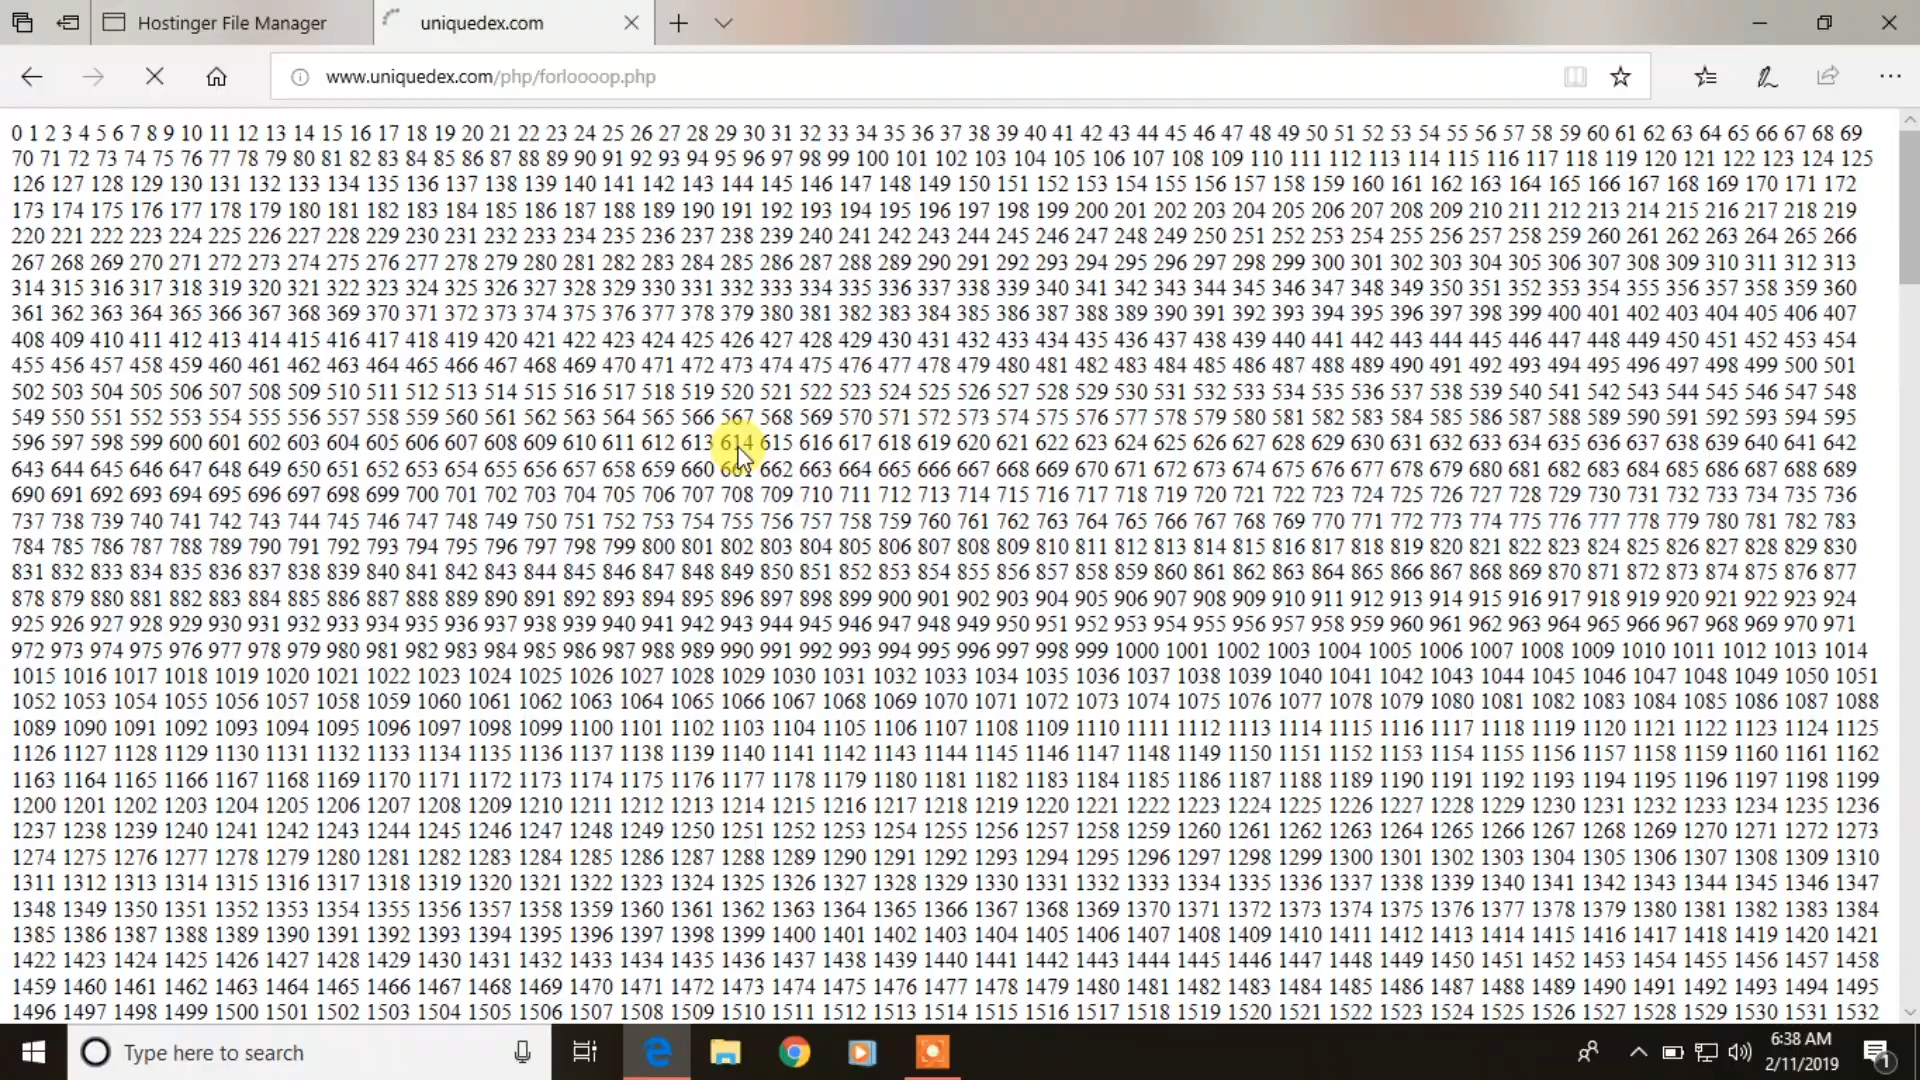 Hostinger File Manager
uniquedex.com
www.uniquedex.com/php/forloooop.php
0 1 2 3 4 5 6 7 8 9 10 11 12 13 14 15 16 17 18 19 20 21 22 23 24 25 26 27 28 29 30 31 32 33 34 35 36 37 38 39 40 41 42 43 44 45 46 47 48 49 50 51 52 53 54 55 56 57 58 59 60 61 62 63 64 65 66 67 68 69
70 71 72 73 74 75 76 77 78 79 80 81 82 83 84 85 86 87 88 89 90 91 92 93 94 95 96 97 98 99 100 101 102 103 104 105 106 107 108 109 110 111 112 113 114 115 116 117 118 119 120 121 122 123 124 125
126 127 128 129 130 131 132 133 134 135 136 137 138 139 140 141 142 143 144 145 146 147 148 149 150 151 152 153 154 155 156 157 158 159 160 161 162 163 164 165 166 167 168 169 170 171 172
173 174 175 176 177 178 179 180 181 182 183 184 185 186 187 188 189 190 191 192 193 194 195 196 197 198 199 200 201 202 203 204 205 206 207 208 209 210 211 212 213 214 215 216 217 218 219
220 221 222 223 224 225 226 227 228 229 230 231 232 233 234 235 236 237 238 239 240 241 242 243 244 245 246 247 248 249 250 251 252 253 254 255 256 257 258 259 260 261 262 263 264 265 266
267 268 269 270 271 272 273 274 275 276 277 278 279 280 281 282 283 284 285 286 287 288 289 290 291 292 293 294 295 296 297 298 299 300 301 302 303 304 305 306 307 308 309 310 311 312 313
314 315 316 317 318 319 320 321 322 323 324 325 326 327 328 329 330 331 332 333 334 335 336 337 338 339 340 341 342 343 344 345 346 347 348 349 350 351 352 353 354 355 356 357 358 359 360
361 362 363 364 365 366 367 368 369 370 371 372 373 374 375 376 377 378 379 380 381 382 383 384 385 386 387 388 389 390 391 392 393 394 395 396 397 398 399 400 401 402 403 404 405 406 407
408 409 410 411 412 413 414 415 416 417 418 419 420 421 422 423 424 425 426 427 428 429 430 431 432 433 434 435 436 437 438 439 440 441 442 443 444 445 446 447 448 449 450 451 452 453 454
455 456 457 458 459 460 461 462 463 464 465 466 467 468 469 470 471 472 473 474 475 476 477 478 479 480 481 482 483 484 485 486 487 488 489 490 491 492 493 494 495 496 497 498 499 500 501
502 503 504 505 506 507 508 509 510 511 512 513 514 515 516 517 518 519 520 521 522 523 524 525 526 527 528 529 530 531 532 533 534 535 536 537 538 539 540 541 542 543 544 545 546 547 548
549 550 551 552 553 554 555 556 557 558 559 560 561 562 563 564 565 566 567 568 569 570 571 572 573 574 575 576 577 578 579 580 581 582 583 584 585 586 587 588 589 590 591 592 593 594 595
596 597 598 599 600 601 602 603 604 605 606 607 608 609 610 611 612 613 614 615 616 617 618 619 620 621 622 623 624 625 626 627 628 629 630 631 632 633 634 635 636 637 638 639 640 641 642
643 644 645 646 647 648 649 650 651 652 653 654 655 656 657 658 659 660 661 662 663 664 665 666 667 668 669 670 671 672 673 674 675 676 677 678 679 680 681 682 683 684 685 686 687 688 689
690 691 692 693 694 695 696 697 698 699 700 701 702 703 704 705 706 707 708 709 710 711 712 713 714 715 716 717 718 719 720 721 722 723 724 725 726 727 728 729 730 731 732 733 734 735 736
737 738 739 740 741 742 743 744 745 746 747 748 749 750 751 752 753 754 755 756 757 758 759 760 761 762 763 764 765 766 767 768 769 770 771 772 773 774 775 776 777 778 779 780 781 782 783
784 785 786 787 788 789 790 791 792 793 794 795 796 797 798 799 800 801 802 803 804 805 806 807 808 809 810 811 812 813 814 815 816 817 818 819 820 821 822 823 824 825 826 827 828 829 830
831 832 833 834 835 836 837 838 839 840 841 842 843 844 845 846 847 848 849 850 851 852 853 854 855 856 857 858 859 860 861 862 863 864 865 866 867 868 869 870 871 872 873 874 875 876 877
878 879 880 881 882 883 884 885 886 887 888 889 890 891 892 893 894 895 896 897 898 899 900 901 902 903 904 905 906 907 908 909 910 911 912 913 914 915 916 917 918 919 920 921 922 923 924
925 926 927 928 929 930 931 932 933 934 935 936 937 938 939 940 941 942 943 944 945 946 947 948 949 950 951 952 953 954 955 956 957 958 959 960 961 962 963 964 965 966 967 968 969 970 971
972 973 974 975 976 977 978 979 980 981 982 983 984 985 986 987 988 989 990 991 992 993 994 995 996 997 998 999 1000 1001 1002 1003 1004 1005 1006 1007 1008 1009 1010 1011 1012 1013 1014
1015 1016 1017 1018 1019 1020 1021 1022 1023 1024 1025 1026 1027 1028 1029 1030 1031 1032 1033 1034 1035 1036 1037 1038 1039 1040 1041 1042 1043 1044 1045 1046 1047 1048 1049 1050 1051
1052 1053 1054 1055 1056 1057 1058 1059 1060 1061 1062 1063 1064 1065 1066 1067 1068 1069 1070 1071 1072 1073 1074 1075 1076 1077 1078 1079 1080 1081 1082 1083 1084 1085 1086 1087 1088
1089 1090 1091 1092 1093 1094 1095 1096 1097 1098 1099 1100 1101 1102 1103 1104 1105 1106 1107 1108 1109 1110 1111 1112 1113 1114 1115 1116 1117 1118 1119 1120 1121 1122 1123 1124 1125
1126 1127 1128 1129 1130 1131 1132 1133 1134 1135 1136 1137 1138 1139 1140 1141 1142 1143 1144 1145 1146 1147 1148 1149 1150 1151 1152 1153 1154 1155 1156 1157 1158 1159 1160 1161 1162
1163 1164 1165 1166 1167 1168 1169 1170 1171 1172 1173 1174 1175 1176 1177 1178 1179 1180 1181 1182 1183 1184 1185 1186 1187 1188 1189 1190 1191 1192 1193 1194 1195 1196 1197 1198 1199
1200 1201 1202 1203 1204 1205 1206 1207 1208 1209 1210 1211 1212 1213 1214 1215 1216 1217 1218 1219 1220 1221 1222 1223 1224 1225 1226 1227 1228 1229 1230 1231 1232 1233 1234 1235 1236
1237 1238 1239 1240 1241 1242 1243 1244 1245 1246 1247 1248 1249 1250 1251 1252 1253 1254 1255 1256 1257 1258 1259 1260 1261 1262 1263 1264 1265 1266 1267 1268 1269 1270 1271 1272 1273
1274 1275 1276 1277 1278 1279 1280 1281 1282 1283 1284 1285 1286 1287 1288 1289 1290 1291 1292 1293 1294 1295 1296 1297 1298 1299 1300 1301 1302 1303 1304 1305 1306 1307 1308 1309 1310
1311 1312 1313 1314 1315 1316 1317 1318 1319 1320 1321 1322 1323 1324 1325 1326 1327 1328 1329 1330 1331 1332 1333 1334 1335 1336 1337 1338 1339 1340 1341 1342 1343 1344 1345 1346 1347
1348 1349 1350 1351 1352 1353 1354 1355 1356 1357 1358 1359 1360 1361 1362 1363 1364 1365 1366 1367 1368 1369 1370 1371 1372 1373 1374 1375 1376 1377 1378 1379 1380 1381 1382 1383 1384
1385 1386 1387 1388 1389 1390 1391 1392 1393 1394 1395 1396 1397 1398 1399 1400 1401 1402 1403 1404 1405 1406 1407 1408 1409 1410 1411 1412 1413 1414 1415 1416 1417 1418 1419 1420 1421
1422 1423 1424 1425 1426 1427 1428 1429 1430 1431 1432 1433 1434 1435 1436 1437 1438 1439 1440 1441 1442 1443 1444 1445 1446 1447 1448 1449 1450 1451 1452 1453 1454 1455 1456 1457 1458
1459 1460 1461 1462 1463 1464 1465 1466 1467 1468 1469 1470 1471 1472 1473 1474 1475 1476 1477 1478 1479 1480 1481 1482 1483 1484 1485 1486 1487 1488 1489 1490 1491 1492 1493 1494 1495
1496 1497 1498 1499 1500 1501 1502 1503 1504 1505 1506 1507 1508 1509 1510 1511 1512 1513 1514 1515 1516 1517 1518 1519 1520 1521 1522 1523 1524 1525 1526 1527 1528 1529 1530 1531 1532
Type here to search
6:38 AM
2/11/2019
1